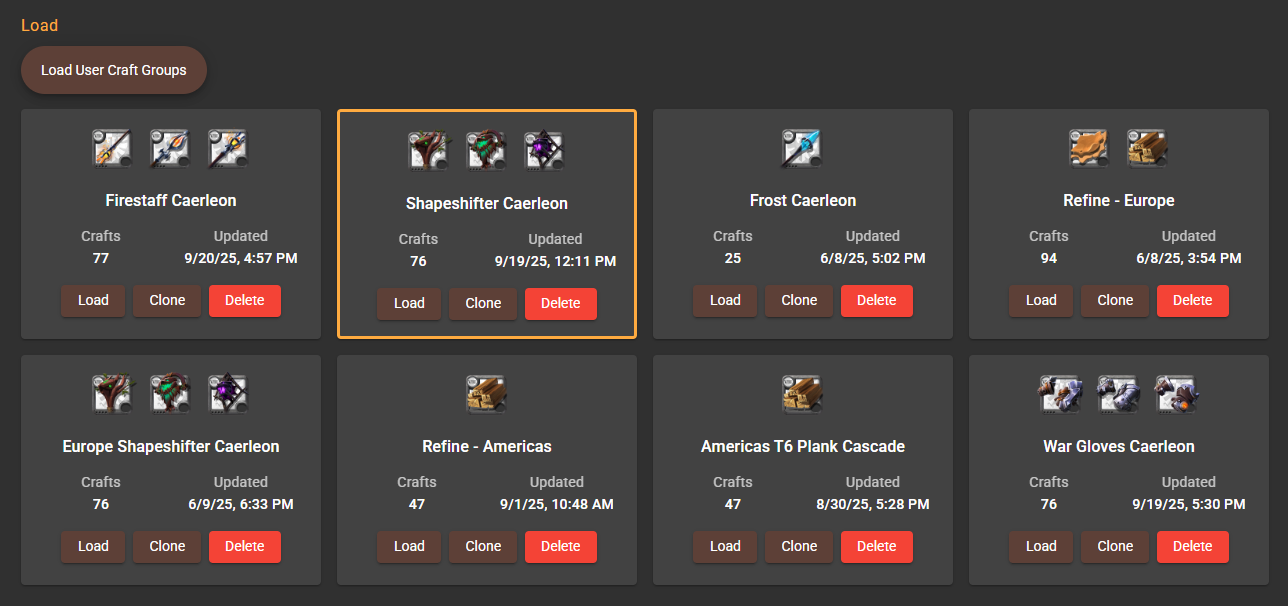 Load
Load User Craft Groups
Firestaff Caerleon
Crafts Updated
77 9/20/25, 4:57 PM
Load Clone Delete
Shapeshifter Caerleon
Crafts Updated
76 9/19/25, 12:11 PM
Load Clone Delete
Frost Caerleon
Crafts Updated
25 6/8/25, 5:02 PM
Load Clone Delete
Refine - Europe
Crafts Updated
94 6/8/25, 3:54 PM
Load Clone Delete
Europe Shapeshifter Caerleon
Crafts Updated
76 6/9/25, 6:33 PM
Load Clone Delete
Refine - Americas
Crafts Updated
47 9/1/25, 10:48 AM
Load Clone Delete
Americas T6 Plank Cascade
Crafts Updated
47 8/30/25, 5:28 PM
Load Clone Delete
War Gloves Caerleon
Crafts Updated
76 9/19/25, 5:30 PM
Load Clone Delete